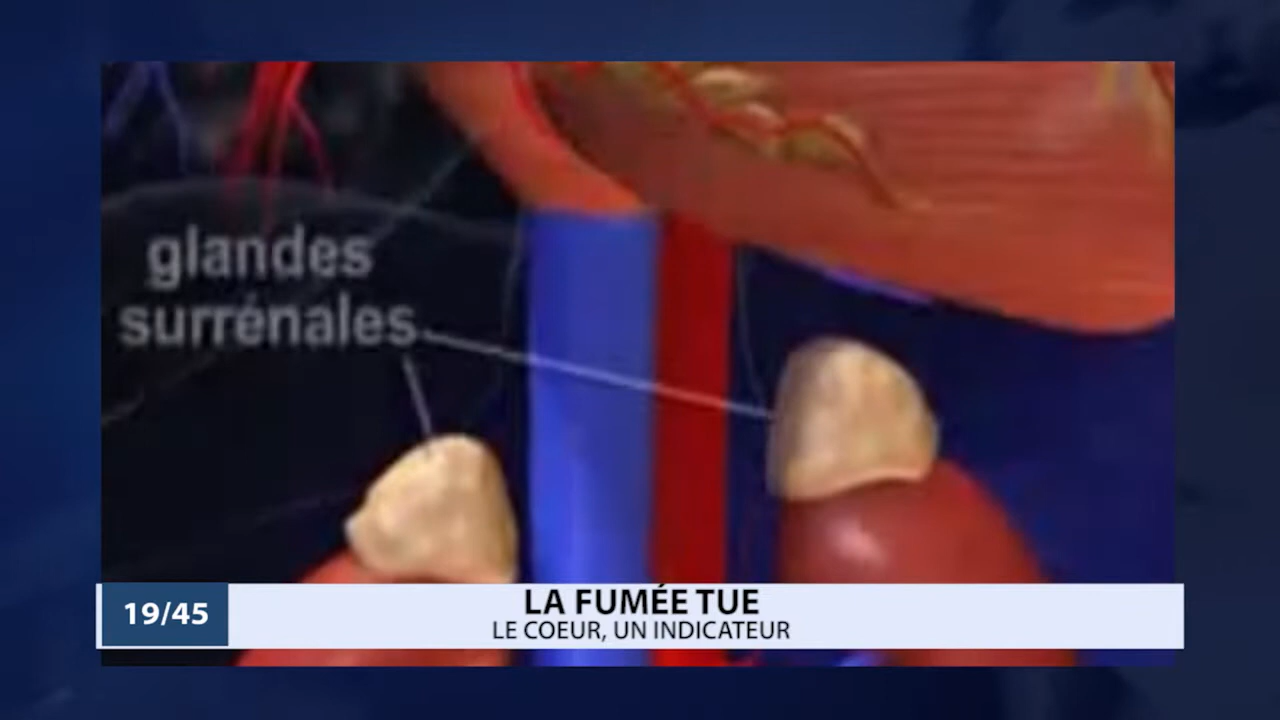 glandes
surrénales
19/45
LA FUMÉE TUE
LE COEUR, UN INDICATEUR